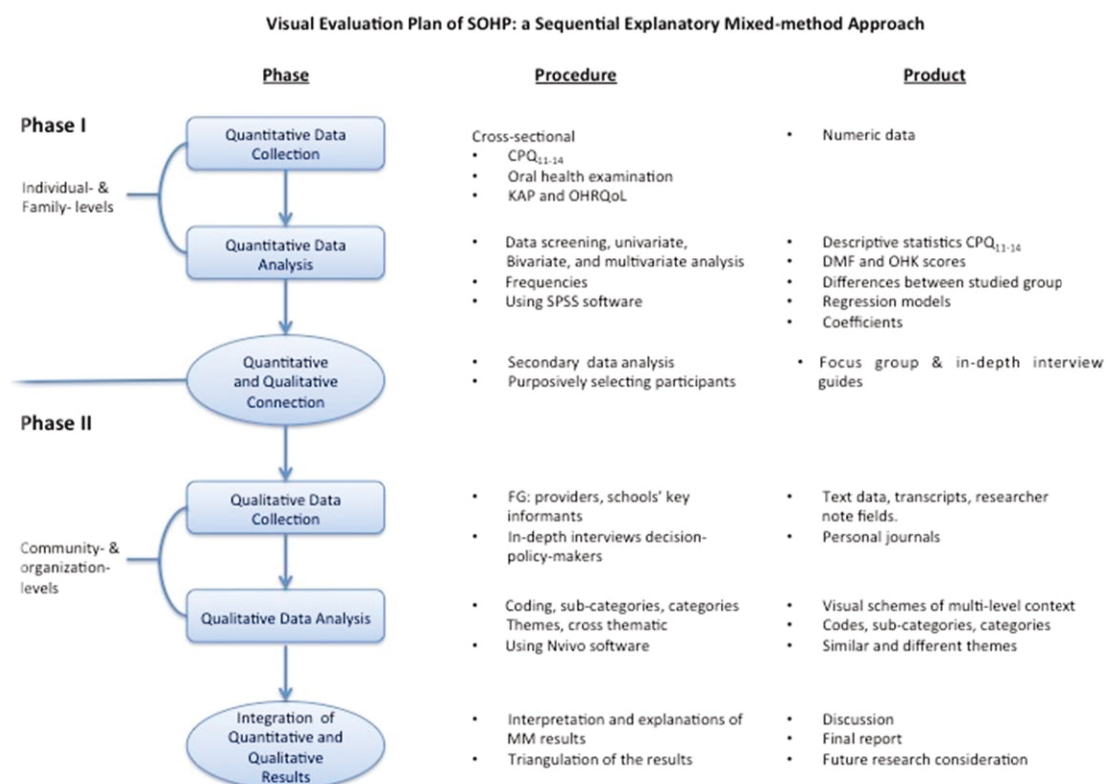 Visual Evaluation Plan of SOHP: a Sequential Explanatory Mixed-method Approach
Phase
Procedure
Product
Phase I
Individual- &
Family- levels
Quantitative Data
Collection
Cross-sectional
• CPQ11-14
• Oral health examination
• KAP and OHRQoL
• Numeric data
Quantitative Data
Analysis
• Data screening, univariate,
Bivariate, and multivariate analysis
• Frequencies
• Using SPSS software
• Descriptive statistics CPQ11-14
• DMF and OHK scores
• Differences between studied group
• Regression models
• Coefficients
Quantitative
and Qualitative
Connection
• Secondary data analysis
• Purposively selecting participants
• Focus group & in-depth interview
guides
Phase II
Community- &
organization-
levels
Qualitative Data
Collection
• FG: providers, schools' key
informants
• In-depth interviews decision-
policy-makers
• Text data, transcripts, researcher
note fields.
• Personal journals
Qualitative Data Analysis
• Coding, sub-categories, categories
Themes, cross thematic
• Using Nvivo software
• Visual schemes of multi-level context
• Codes, sub-categories, categories
• Similar and different themes
Integration of
Quantitative and
Qualitative
Results
• Interpretation and explanations of
MM results
• Triangulation of the results
• Discussion
• Final report
• Future research consideration